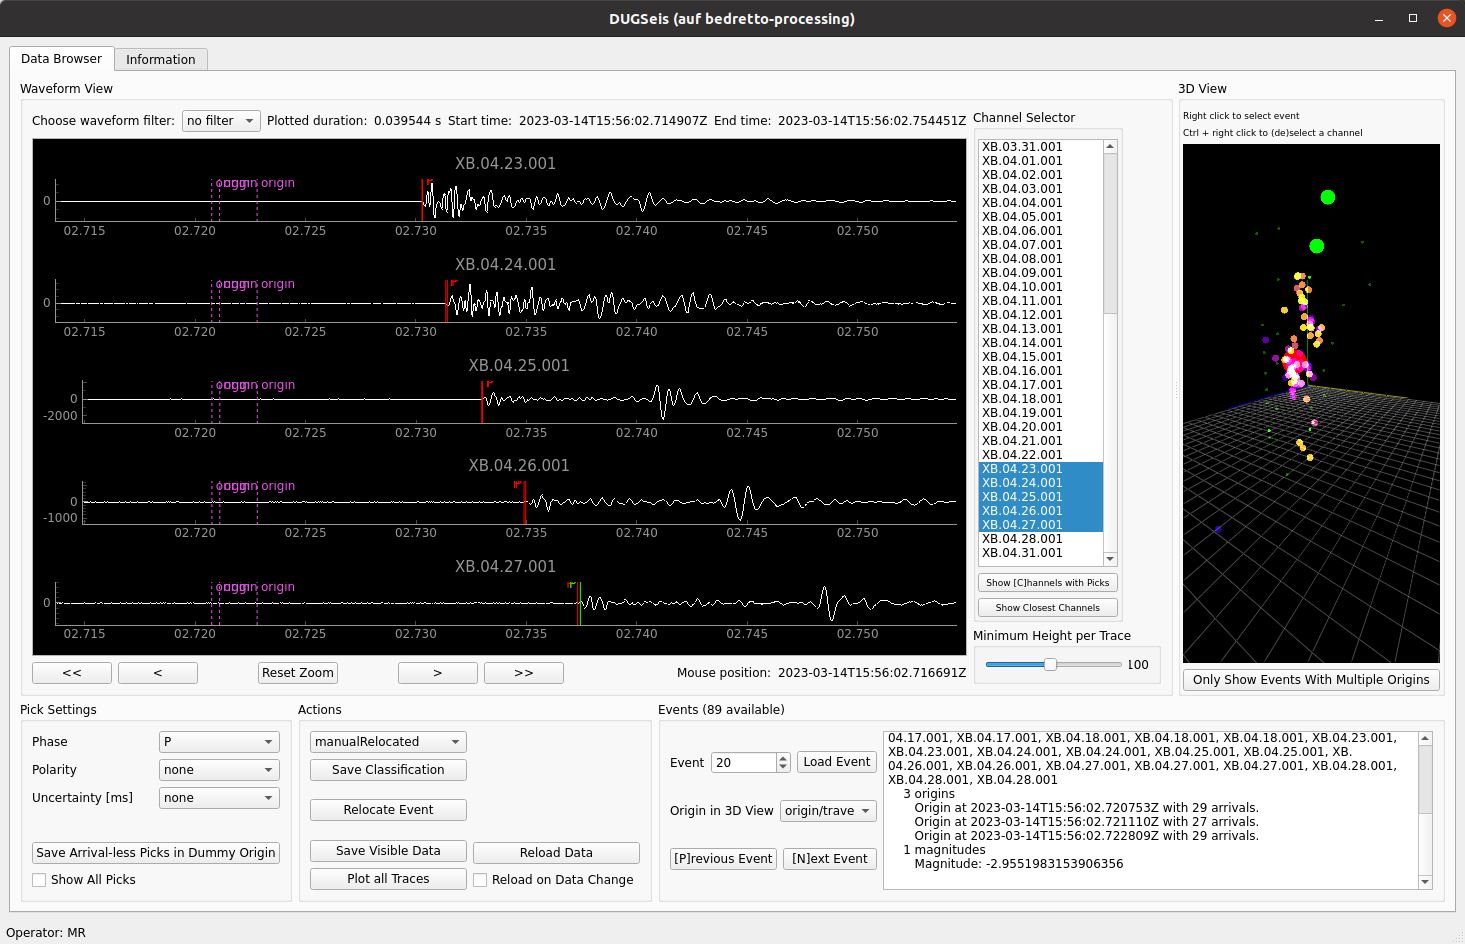 DUGSeis (auf bedretto-processing)
Data Browser
Information
Waveform View
Choose waveform filter:
no filter
Plotted duration: 0.039544 s
Start time: 2023-03-14T15:56:02.714907Z
End time: 2023-03-14T15:56:02.754451Z
XB.04.23.001
origin
0
02.715 02.720 02.725 02.730 02.735 02.740 02.745 02.750
XB.04.24.001
origin
0
02.715 02.720 02.725 02.730 02.735 02.740 02.745 02.750
XB.04.25.001
origin
0
-2000
02.720 02.725 02.730 02.735 02.740 02.745 02.750
XB.04.26.001
origin
0
-1000
02.720 02.725 02.730 02.735 02.740 02.745 02.750
XB.04.27.001
origin
0
02.715 02.720 02.725 02.730 02.735 02.740 02.745 02.750
<<
<
Reset Zoom
>
>>
Mouse position: 2023-03-14T15:56:02.716691Z
Channel Selector
XB.03.31.001
XB.04.01.001
XB.04.02.001
XB.04.03.001
XB.04.04.001
XB.04.05.001
XB.04.06.001
XB.04.07.001
XB.04.08.001
XB.04.09.001
XB.04.10.001
XB.04.11.001
XB.04.12.001
XB.04.13.001
XB.04.14.001
XB.04.15.001
XB.04.16.001
XB.04.17.001
XB.04.18.001
XB.04.19.001
XB.04.20.001
XB.04.21.001
XB.04.22.001
XB.04.23.001
XB.04.24.001
XB.04.25.001
XB.04.26.001
XB.04.27.001
XB.04.28.001
XB.04.31.001
Show [C]hannels with Picks
Show Closest Channels
Minimum Height per Trace
100
3D View
Right click to select event
Ctrl + right click to (de)select a channel
Only Show Events With Multiple Origins
Pick Settings
Phase
P
Polarity
none
Uncertainty [ms]
none
Save Arrival-less Picks in Dummy Origin
Show All Picks
Actions
manualRelocated
Save Classification
Relocate Event
Save Visible Data
Reload Data
Plot all Traces
Reload on Data Change
Events (89 available)
Event
20
Load Event
Origin in 3D View
origin/trave
[P]revious Event
[N]ext Event
04.17.001, XB.04.17.001, XB.04.18.001, XB.04.18.001, XB.04.18.001, XB.04.23.001,
XB.04.23.001, XB.04.24.001, XB.04.24.001, XB.04.25.001, XB.04.25.001, XB.
04.26.001, XB.04.26.001, XB.04.27.001, XB.04.27.001, XB.04.27.001, XB.04.28.001,
XB.04.28.001, XB.04.28.001
3 origins
Origin at 2023-03-14T15:56:02.720753Z with 29 arrivals.
Origin at 2023-03-14T15:56:02.721110Z with 27 arrivals.
Origin at 2023-03-14T15:56:02.722809Z with 29 arrivals.
1 magnitudes
Magnitude: -2.9551983153906356
Operator: MR